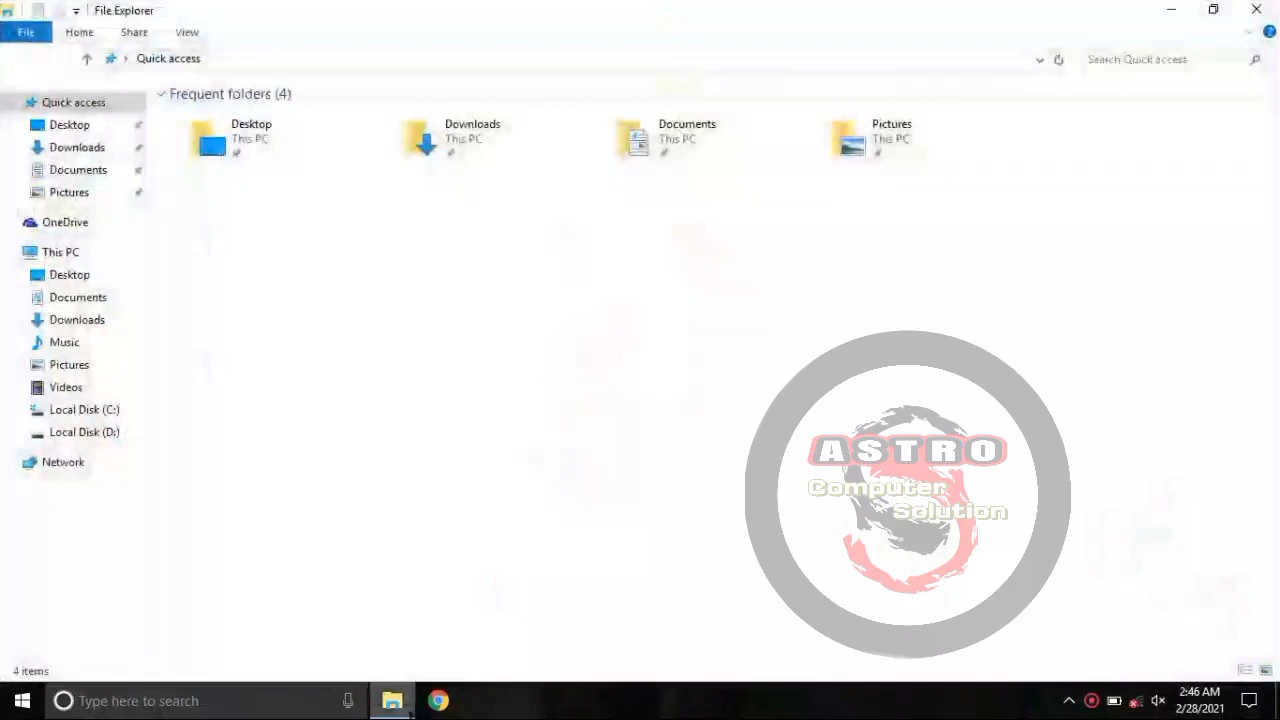 File Explorer
File Home Share View
Quick access
Search Quick access
Quick access
Desktop
Downloads
Documents
Pictures
OneDrive
This PC
Desktop
Documents
Downloads
Music
Pictures
Videos
Local Disk (C:)
Local Disk (D:)
Network
Frequent folders (4)
Desktop
This PC
Downloads
This PC
Documents
This PC
Pictures
This PC
ASTRO
Computer
Solution
4 items
Type here to search
2:46 AM
2/28/2021